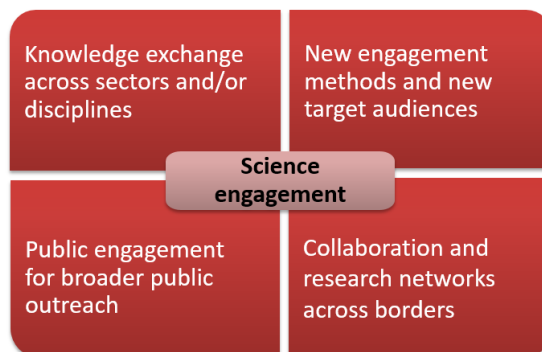 Knowledge exchange
across sectors and/or
disciplines
New engagement
methods and new
target audiences
Science
engagement
Public engagement
for broader public
outreach
Collaboration and
research networks
across borders